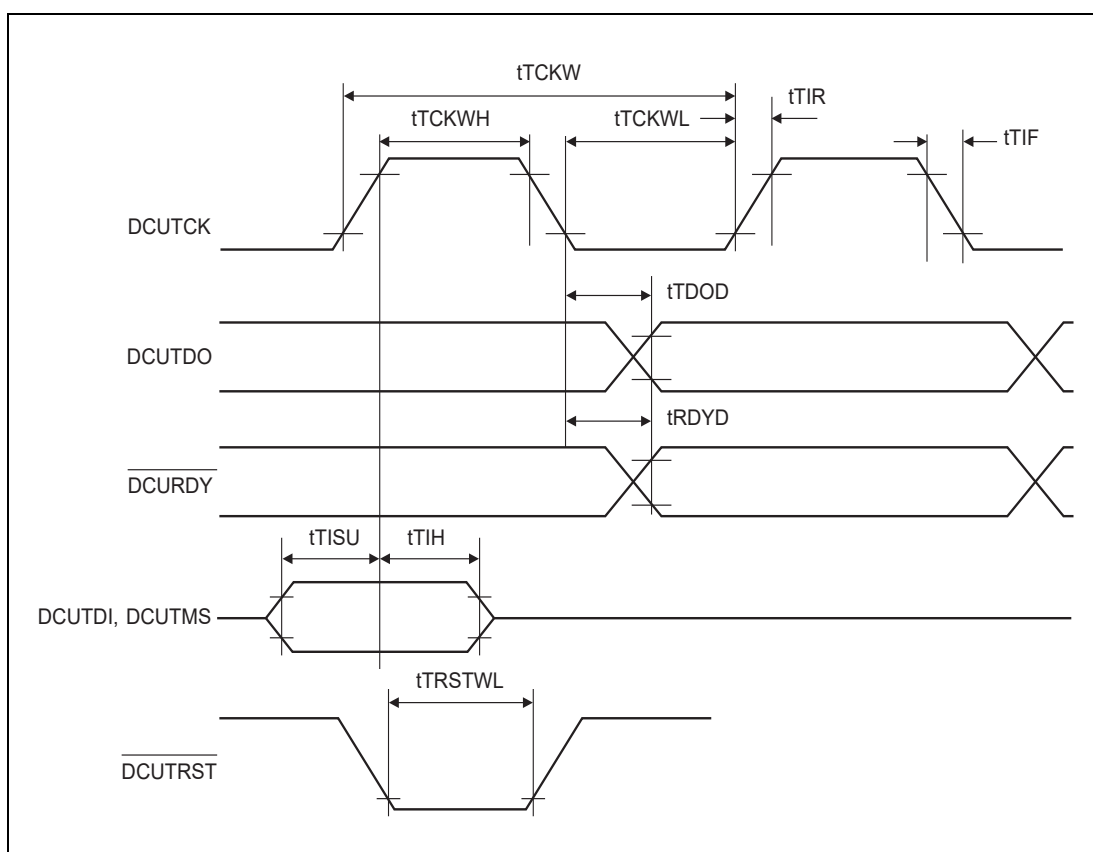 tTCKW
tTIR
tTCKWH
tTCKWL
tTIF
DCUTCK
tTDOD
DCUTDO
tRDYD
DCURDY
tTISU
tTIH
DCUTDI, DCUTMS
tTRSTWL
DCUTRST